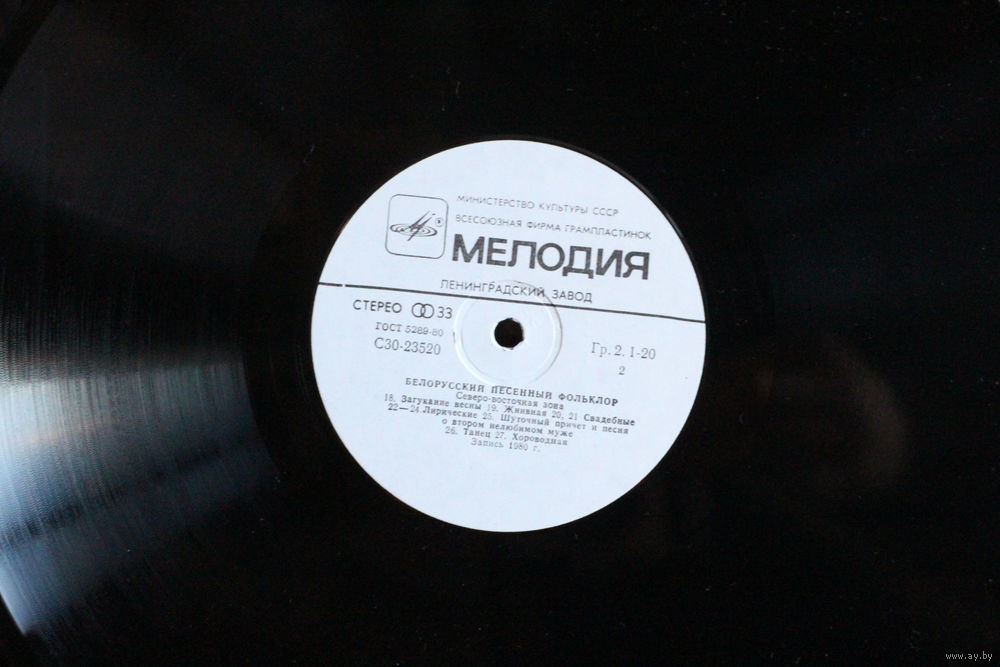 МИНИСТЕРСТВО КУЛЬТУРЫ СССР
ВСЕСОЮЗНАЯ ФИРМА ГРАМПЛАСТИНОК
МЕЛОДИЯ
ЛЕНИНГРАДСКИЙ ЗАВОД
СТЕРЕО 33
ГОСТ 5289-80
С30-23520
Гр. 2. 1-20
2
БЕЛОРУССКИЙ ПЕСЕННЫЙ ФОЛЬКЛОР
Северо-восточная зона
18. Загукание весны 19. Жнивная 20, 21 Свадебные
22—24.Лирические 25. Шуточный причет и песня
о втором нелюбимом муже
26. Танец 27. Хороводная
Запись 1980 г.
www.ay.by